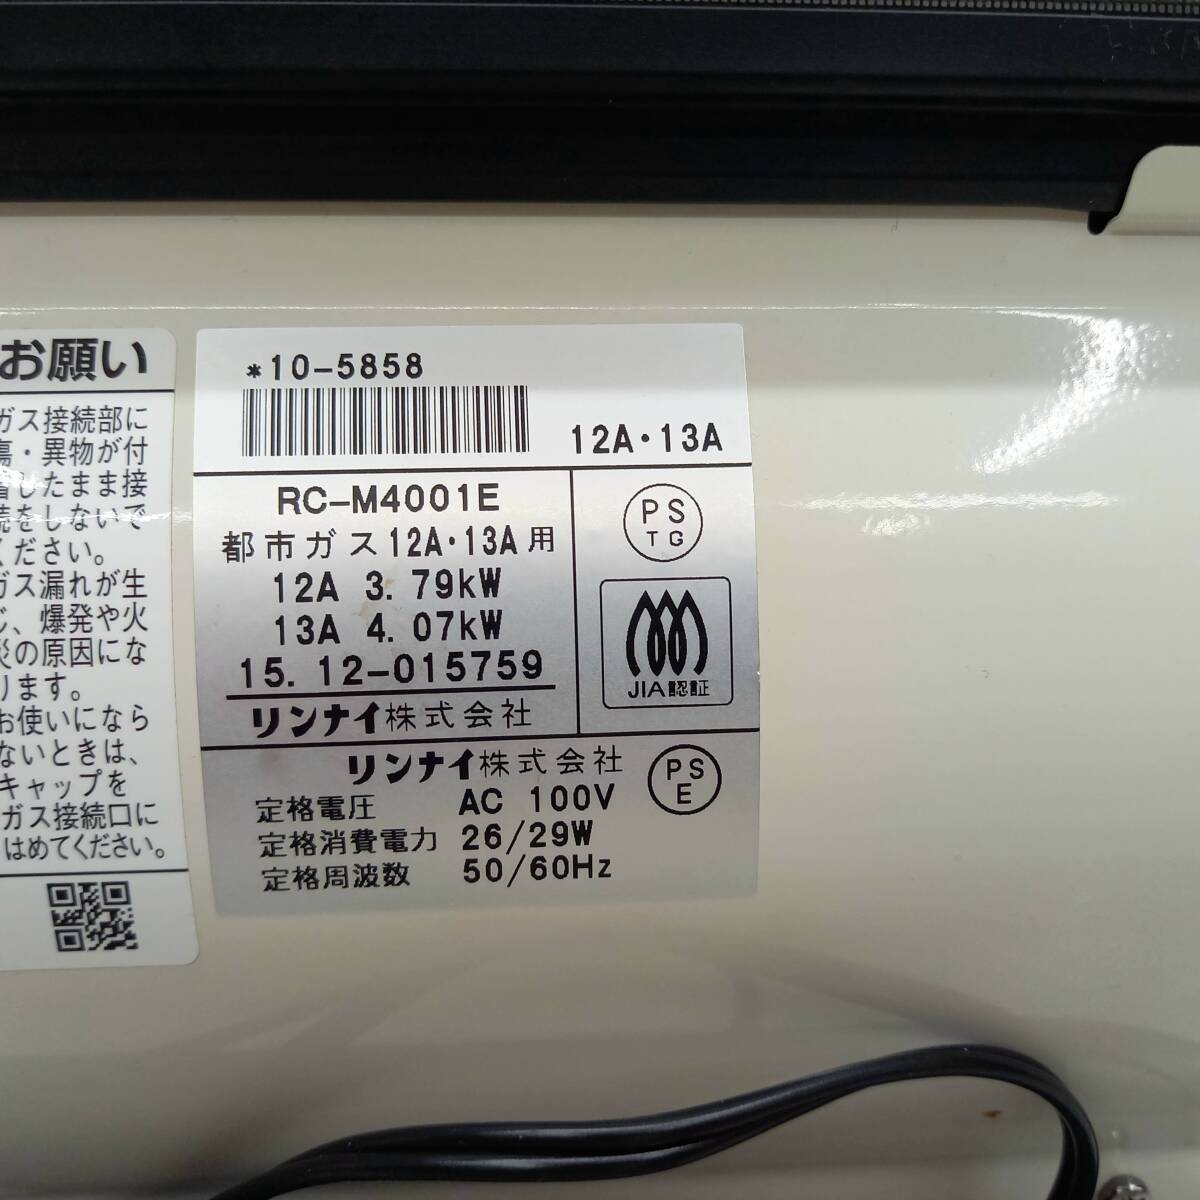 お願い
ガス接続部に
傷・異物が付
着したまま接
続をしないで
ください。
ガス漏れが生
じ、爆発や火
災の原因にな
ります。
お使いになら
ないときは、
キャップを
ガス接続口に
はめてください。
*10-5858
12A・13A
RC-M4001E
都市ガス12A・13A用
12A 3.79kW
13A 4.07kW
15.12-015759
リンナイ株式会社
PS
TG
JIA認証
リンナイ株式会社
PS
E
定格電圧 AC 100V
定格消費電力 26/29W
定格周波数 50/60Hz